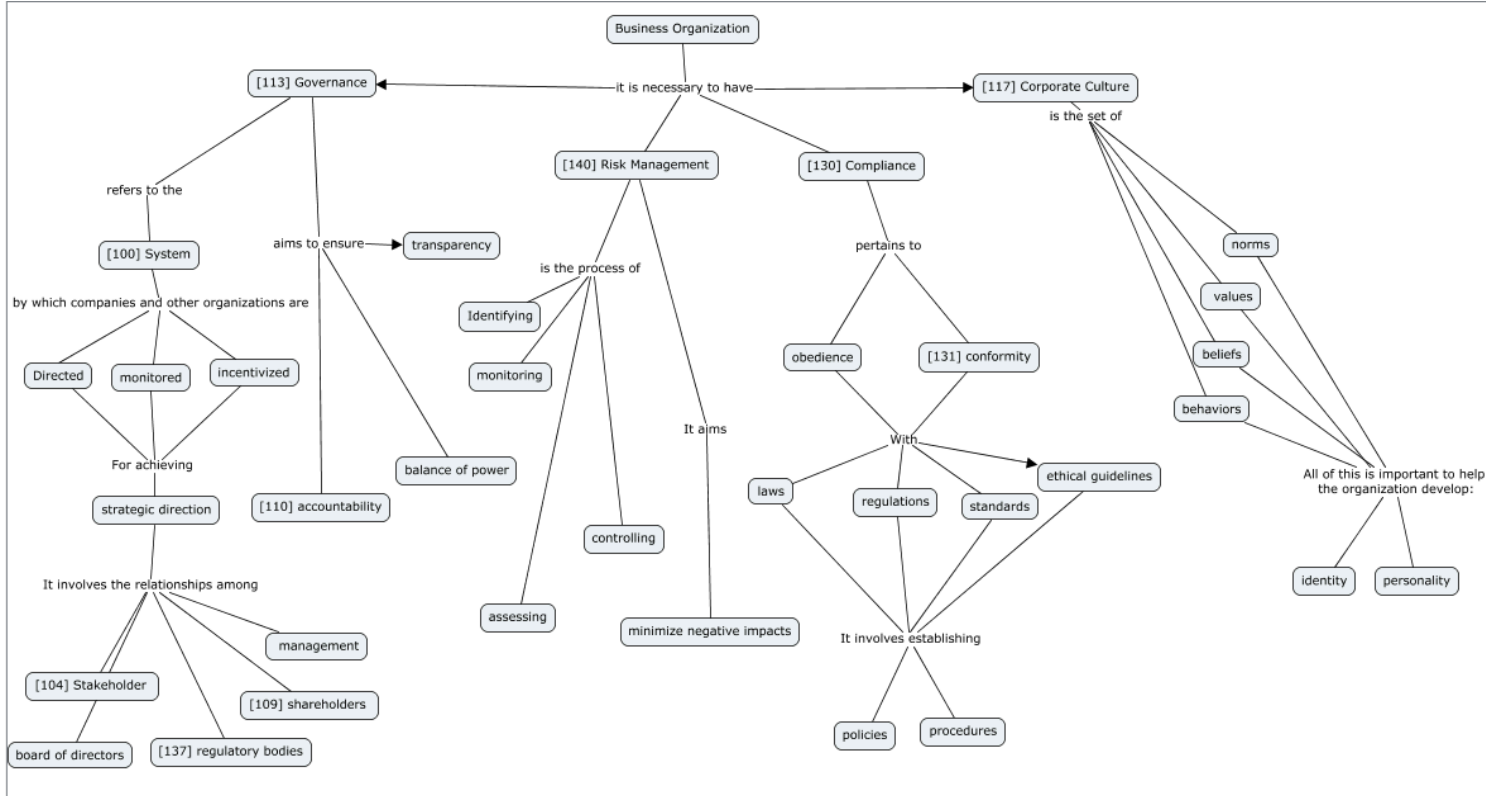 Business Organization
[113] Governance
it is necessary to have
[117] Corporate Culture
is the set of
[140] Risk Management
[130] Compliance
refers to the
[100] System
aims to ensure
transparency
pertains to
norms
is the process of
by which companies and other organizations are
Identifying
values
Directed
monitored
incentivized
monitoring
obedience
[131] conformity
beliefs
behaviors
It aims
With
For achieving
balance of power
ethical guidelines
All of this is important to help
the organization develop:
strategic direction
[110] accountability
laws
regulations
standards
controlling
It involves the relationships among
identity
personality
assessing
minimize negative impacts
It involves establishing
management
[104] Stakeholder
[109] shareholders
board of directors
[137] regulatory bodies
policies
procedures